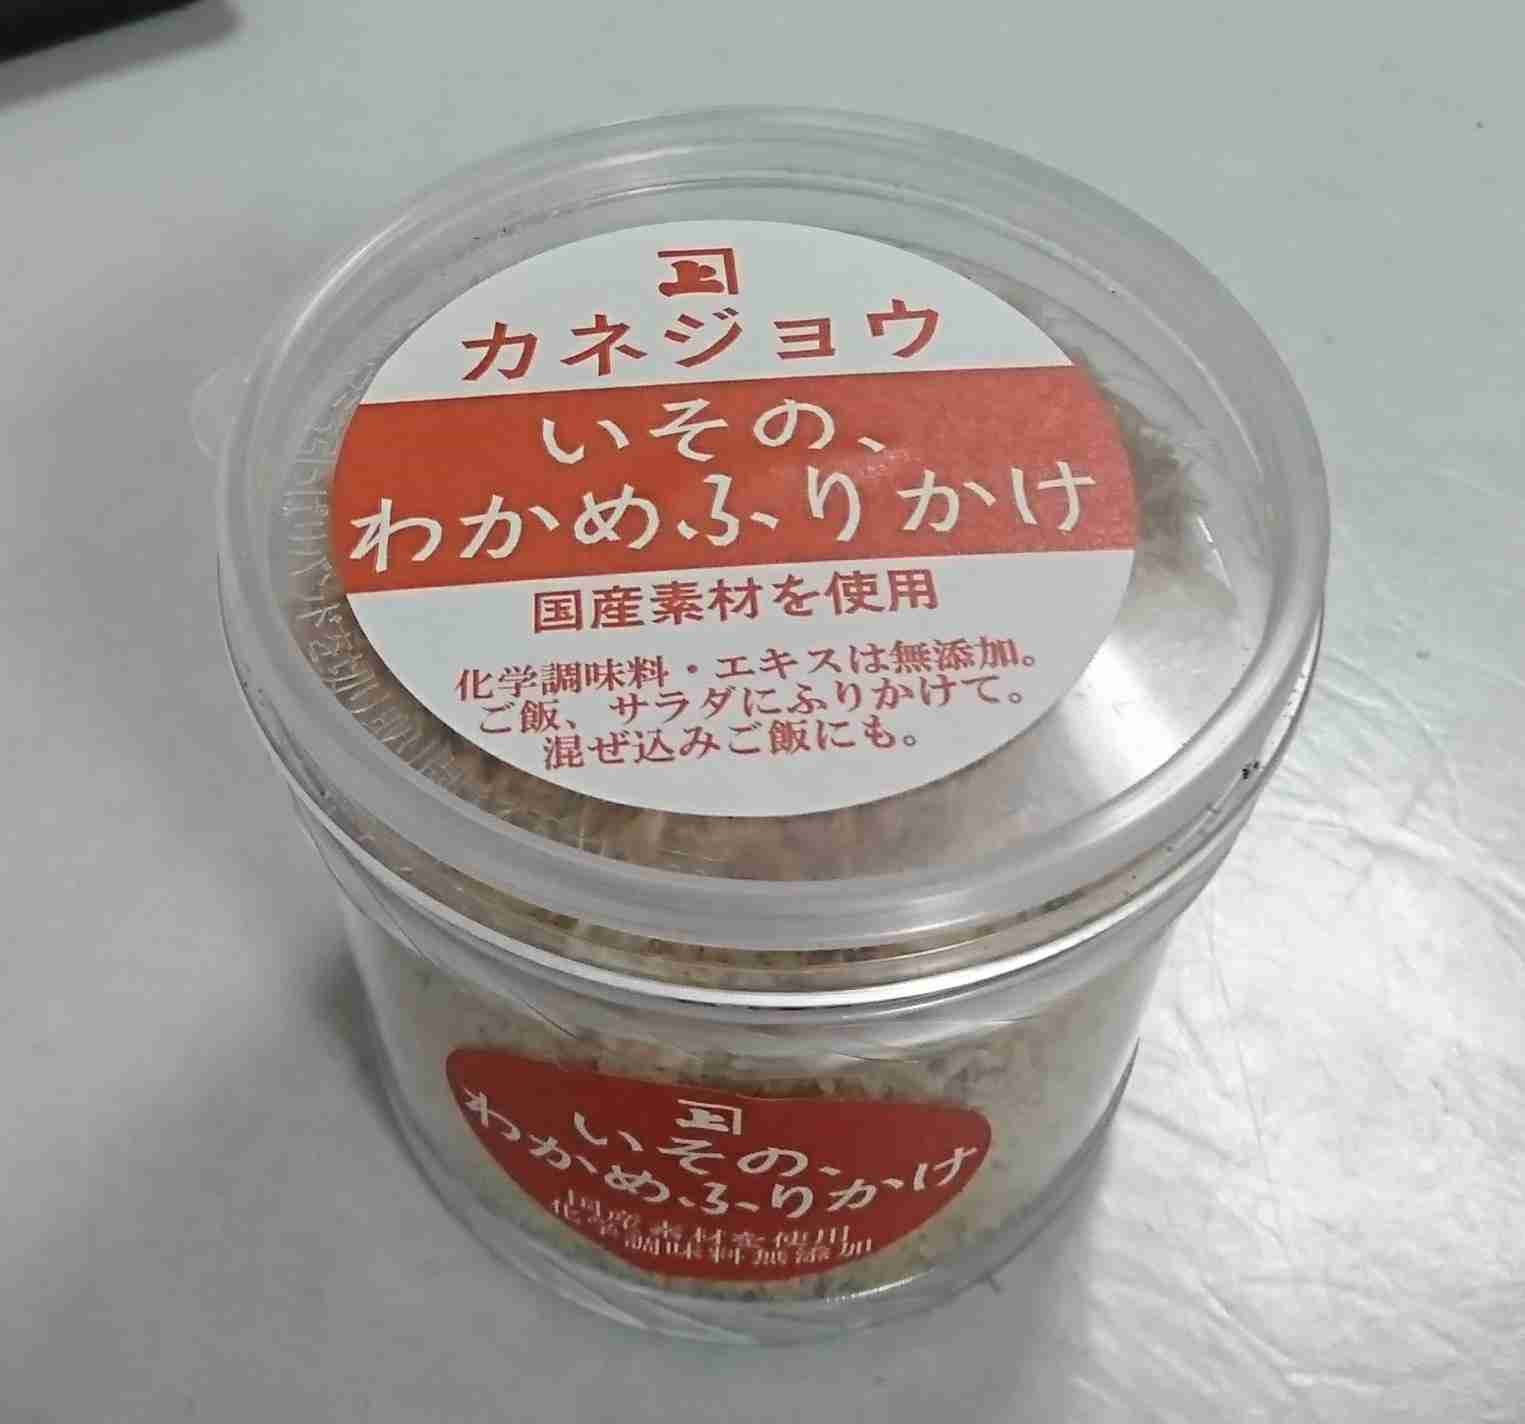 上
カネジョウ
いその、
わかめふりかけ
国産素材を使用
化学調味料・エキスは無添加。
ご飯、サラダにふりかけて。
混ぜ込みご飯にも。
上
いその、
わかめふりかけ
国産素材を使用
化学調味料無添加